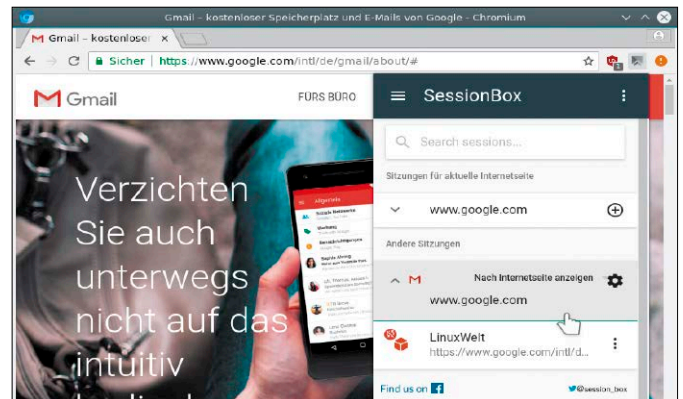 Gmail – kostenloser Speicherplatz und E-Mails von Google - Chromium
Gmail – kostenloser
Sicher | https://www.google.com/intl/de/gmail/about/#
Gmail
FÜRS BÜRO
SessionBox
Search sessions...
Sitzungen für aktuelle Internetseite
www.google.com
Andere Sitzungen
Nach Internetseite anzeigen
www.google.com
LinuxWelt
https://www.google.com/intl/d...
Find us on
@session_box
Verzichten
Sie auch
unterwegs
nicht auf das
intuitiv